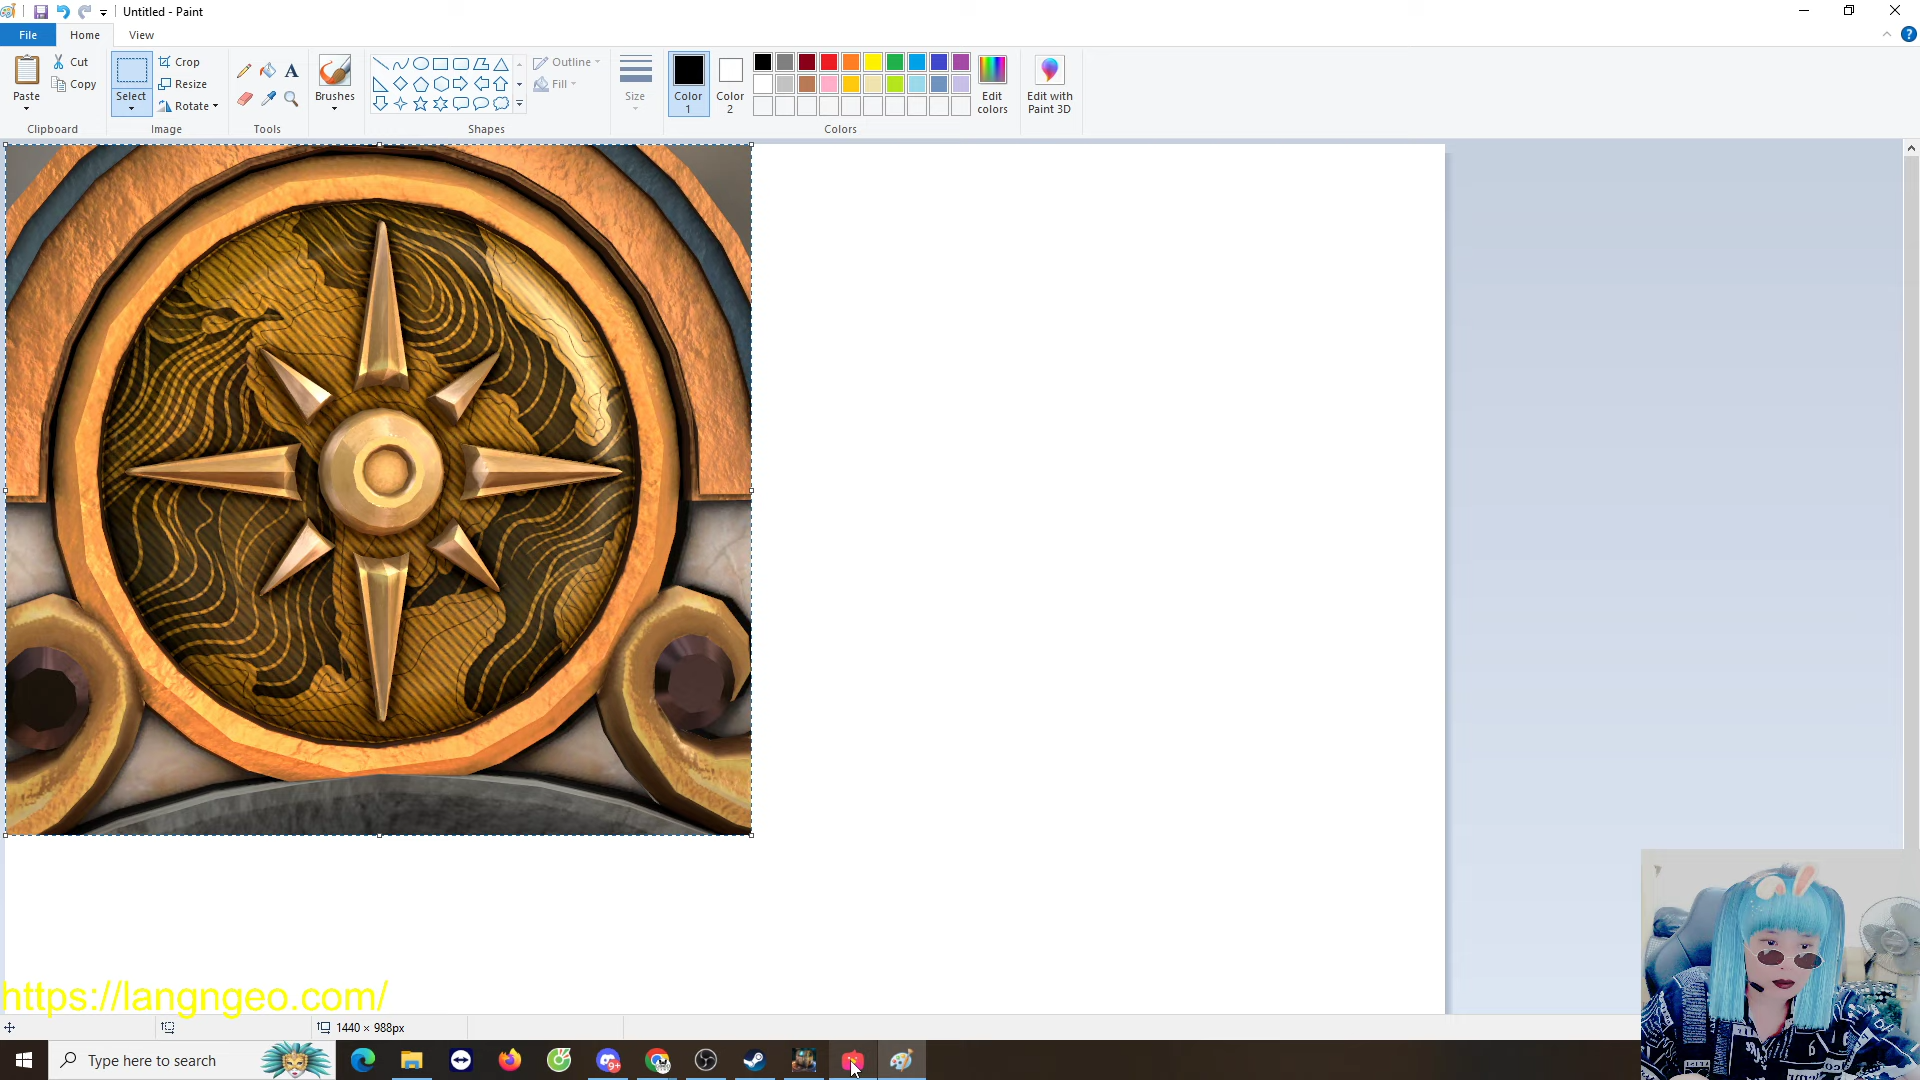 Untitled - Paint
File
Home
View
Paste
Cut
Copy
Clipboard
Select
Crop
Resize
Rotate
Image
A
Tools
Brushes
Outline
Fill
Shapes
Size
Color
1
Color
2
Edit
colors
Colors
Edit with
Paint 3D
https://langngeo.com/
1440 × 988px
Type here to search
9+